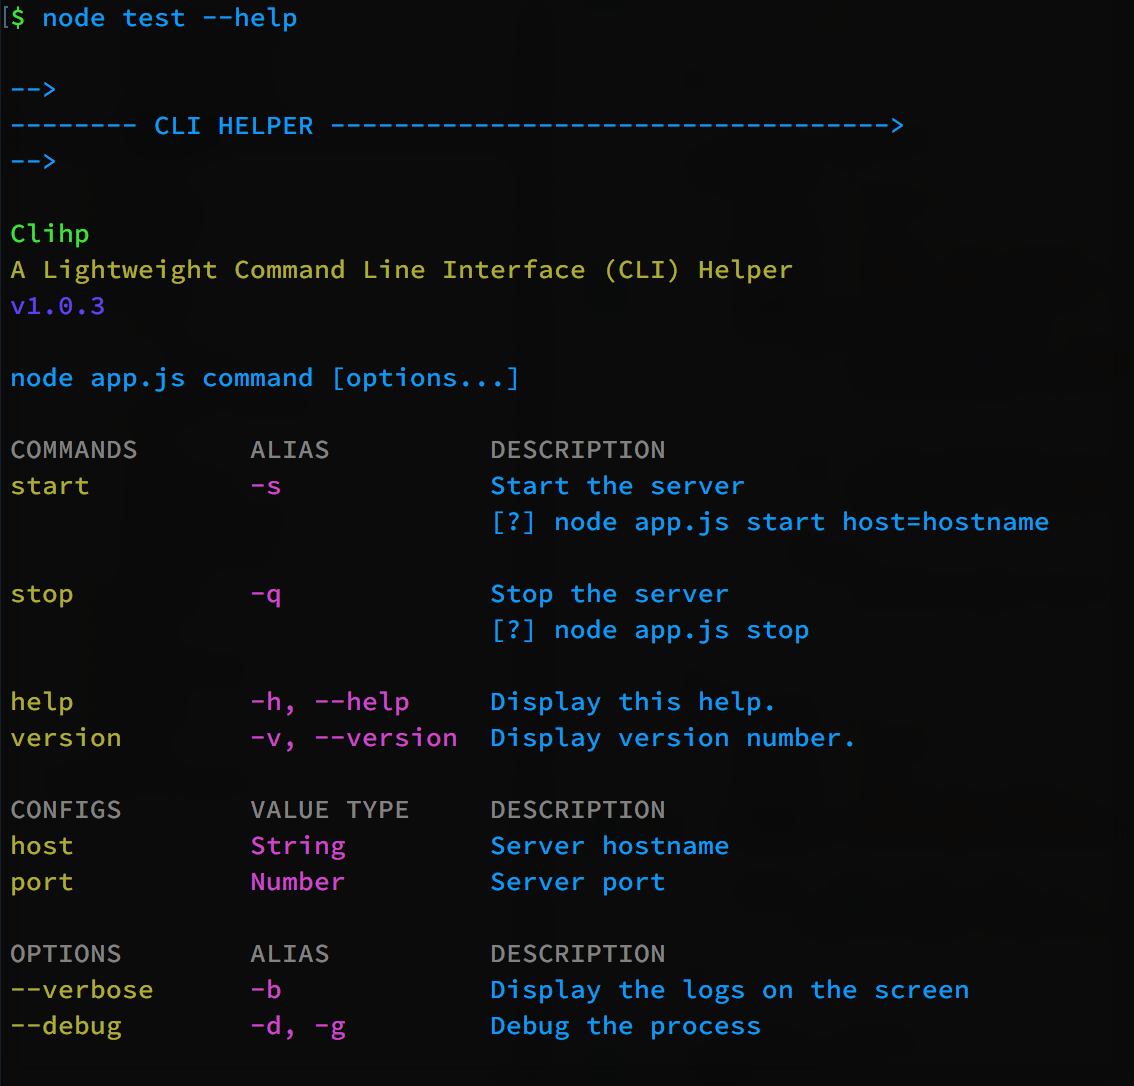 [$ node test --help
-->
-------- CLI HELPER ----------------------------------->
-->
Clihp
A Lightweight Command Line Interface (CLI) Helper
v1.0.3
node app.js command [options...]
COMMANDS ALIAS DESCRIPTION
start -s Start the server
[?] node app.js start host=hostname
stop -q Stop the server
[?] node app.js stop
help -h, --help Display this help.
version -v, --version Display version number.
CONFIGS VALUE TYPE DESCRIPTION
host String Server hostname
port Number Server port
OPTIONS ALIAS DESCRIPTION
--verbose -b Display the logs on the screen
--debug -d, -g Debug the process